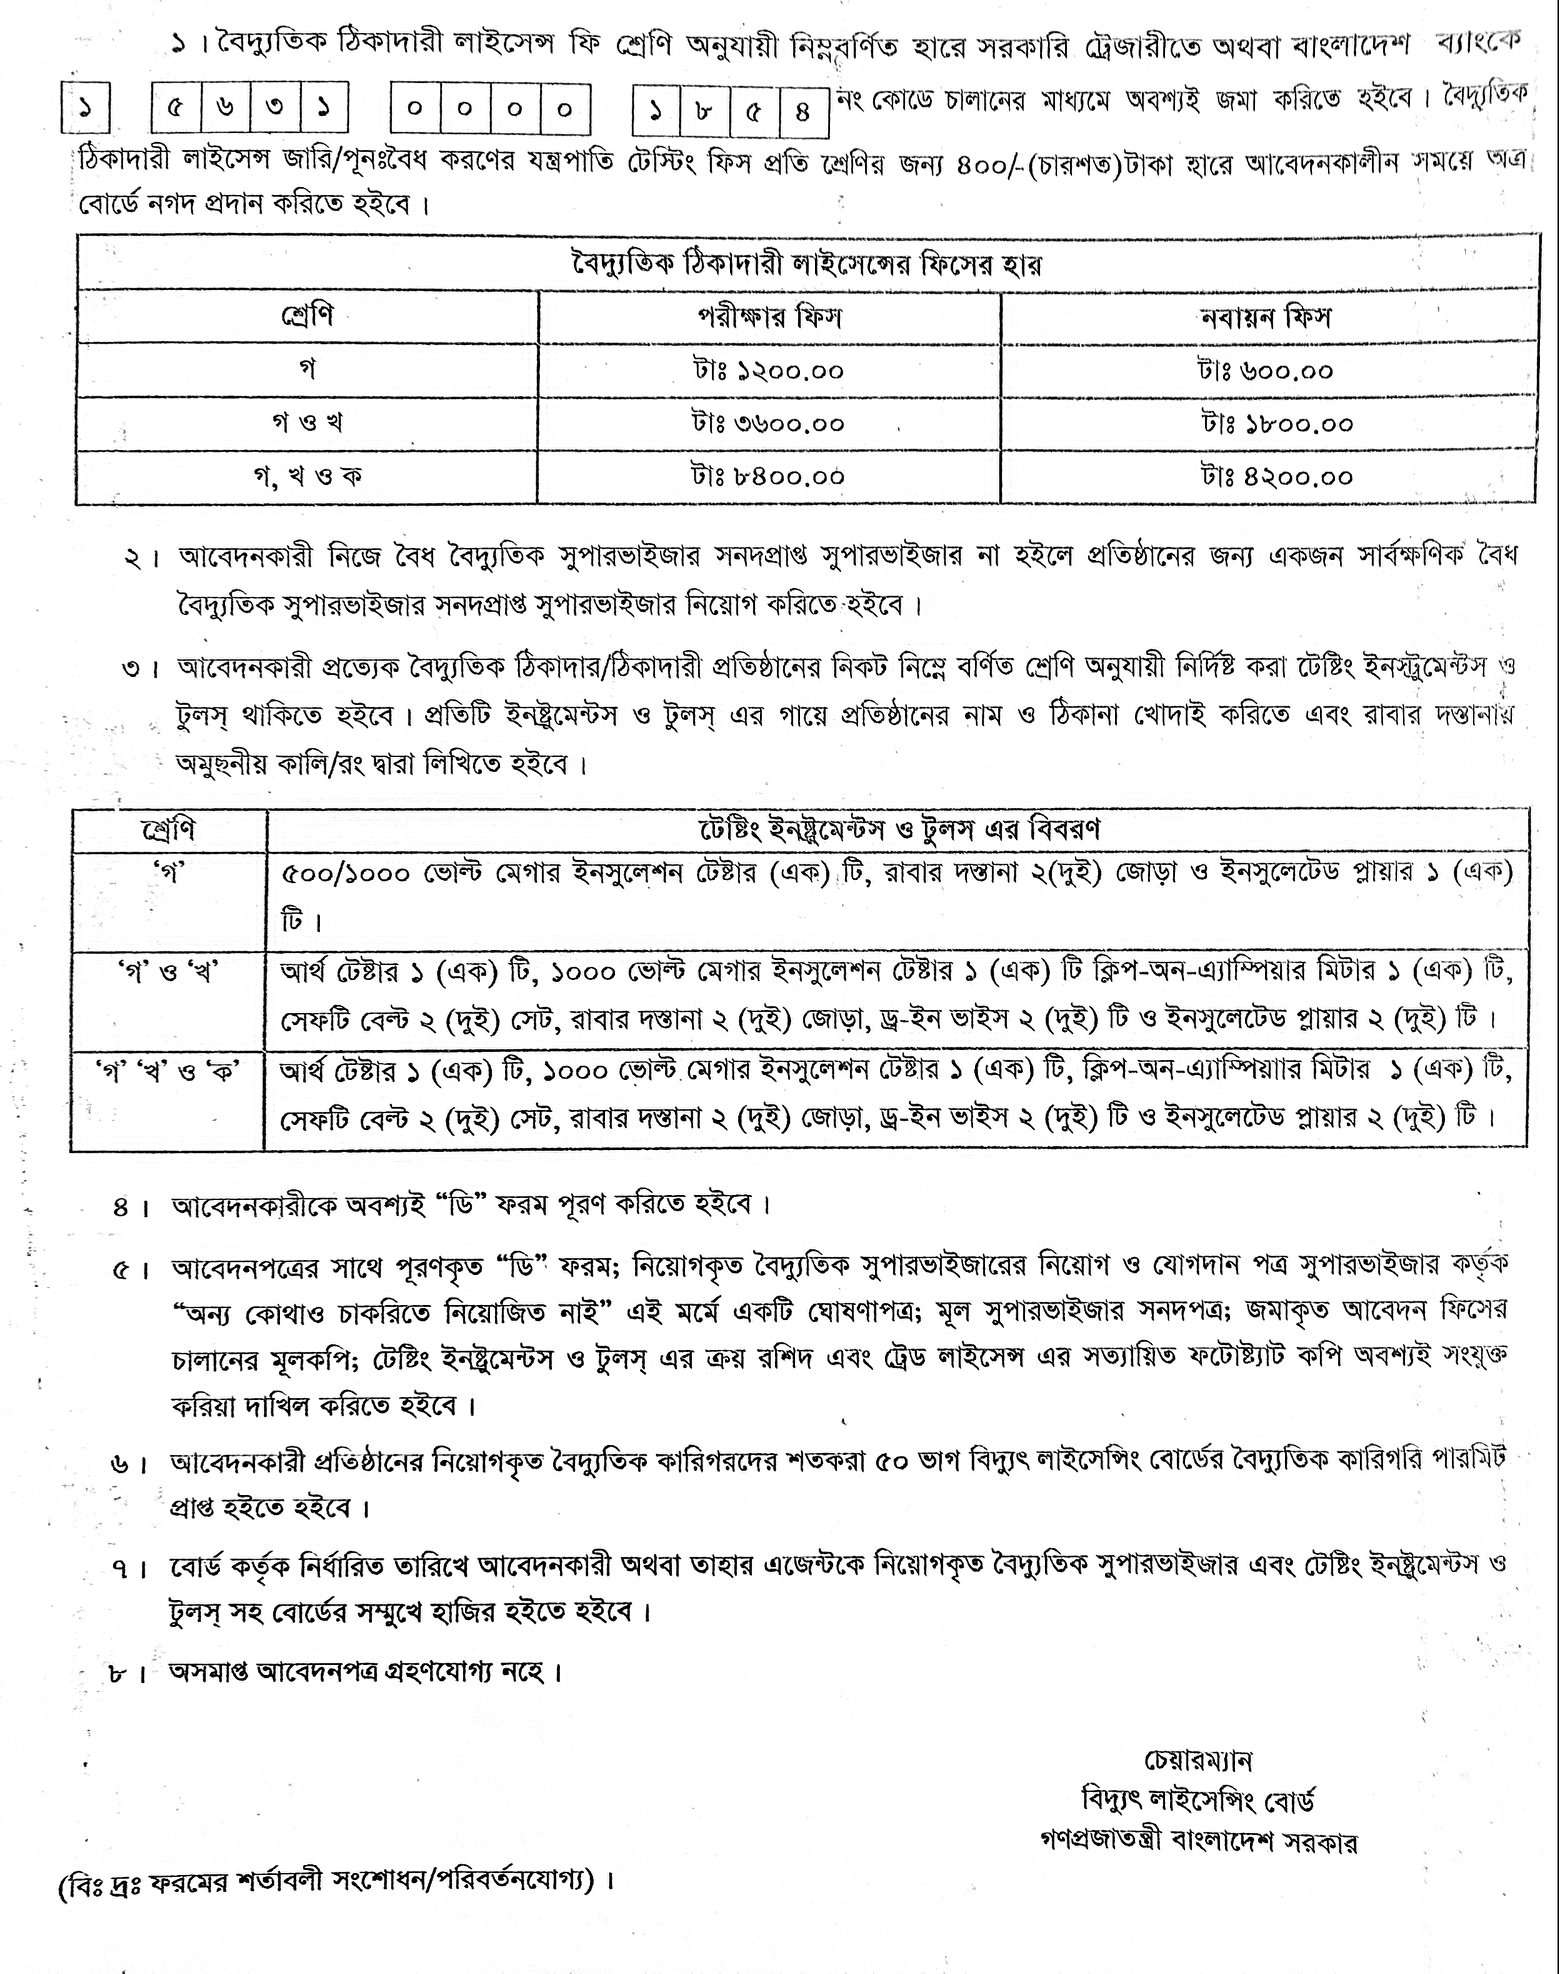 ১ । বৈদ্যুতিক ঠিকাদারী লাইসেন্স ফি শ্রেণি অনুযায়ী নিম্নবর্ণিত হারে সরকারি ট্রেজারীতে অথবা বাংলাদেশ ব্যাংকে
১ ৫ ৬ ৩ ১ ০ ০ ০ ০ ১ ৮ ৫ ৪ নং কোডে চালানের মাধ্যমে অবশ্যই জমা করিতে হইবে । বৈদ্যুতিক
ঠিকাদারী লাইসেন্স জারি/পূনঃবৈধ করণের যন্ত্রপাতি টেস্টিং ফিস প্রতি শ্রেণির জন্য ৪০০/-(চারশত)টাকা হারে আবেদনকালীন সময়ে অত্র
বোর্ডে নগদ প্রদান করিতে হইবে ।
বৈদ্যুতিক ঠিকাদারী লাইসেন্সের ফিসের হার
শ্রেণি পরীক্ষার ফিস নবায়ন ফিস
গ টাঃ ১২০০.০০ টাঃ ৬০০.০০
গ ও খ টাঃ ৩৬০০.০০ টাঃ ১৮০০.০০
গ, খ ও ক টাঃ ৮৪০০.০০ টাঃ ৪২০০.০০
২ । আবেদনকারী নিজে বৈধ বৈদ্যুতিক সুপারভাইজার সনদপ্রাপ্ত সুপারভাইজার না হইলে প্রতিষ্ঠানের জন্য একজন সার্বক্ষণিক বৈধ
বৈদ্যুতিক সুপারভাইজার সনদপ্রাপ্ত সুপারভাইজার নিয়োগ করিতে হইবে ।
৩ । আবেদনকারী প্রত্যেক বৈদ্যুতিক ঠিকাদার/ঠিকাদারী প্রতিষ্ঠানের নিকট নিম্নে বর্ণিত শ্রেণি অনুযায়ী নির্দিষ্ট করা টেষ্টিং ইনস্ট্রুমেন্টস ও
টুলস্ থাকিতে হইবে । প্রতিটি ইনষ্ট্রুমেন্টস ও টুলস্ এর গায়ে প্রতিষ্ঠানের নাম ও ঠিকানা খোদাই করিতে এবং রাবার দস্তানায়
অমুছনীয় কালি/রং দ্বারা লিখিতে হইবে ।
শ্রেণি টেষ্টিং ইনষ্ট্রুমেন্টস ও টুলস এর বিবরণ
‘গ’ ৫০০/১০০০ ভোল্ট মেগার ইনসুলেশন টেষ্টার (এক) টি, রাবার দস্তানা ২(দুই) জোড়া ও ইনসুলেটেড প্লায়ার ১ (এক)
টি ।
‘গ’ ও ‘খ’ আর্থ টেষ্টার ১ (এক) টি, ১০০০ ভোল্ট মেগার ইনসুলেশন টেষ্টার ১ (এক) টি ক্লিপ-অন-এ্যাম্পিয়ার মিটার ১ (এক) টি,
সেফটি বেল্ট ২ (দুই) সেট, রাবার দস্তানা ২ (দুই) জোড়া, ড্র-ইন ভাইস ২ (দুই) টি ও ইনসুলেটেড প্লায়ার ২ (দুই) টি ।
‘গ’ ‘খ’ ও ‘ক’ আর্থ টেষ্টার ১ (এক) টি, ১০০০ ভোল্ট মেগার ইনসুলেশন টেষ্টার ১ (এক) টি, ক্লিপ-অন-এ্যাম্পিয়াার মিটার ১ (এক) টি,
সেফটি বেল্ট ২ (দুই) সেট, রাবার দস্তানা ২ (দুই) জোড়া, ড্র-ইন ভাইস ২ (দুই) টি ও ইনসুলেটেড প্লায়ার ২ (দুই) টি ।
৪ । আবেদনকারীকে অবশ্যই “ডি” ফরম পূরণ করিতে হইবে ।
৫ । আবেদনপত্রের সাথে পূরণকৃত “ডি” ফরম; নিয়োগকৃত বৈদ্যুতিক সুপারভাইজারের নিয়োগ ও যোগদান পত্র সুপারভাইজার কর্তৃক
“অন্য কোথাও চাকরিতে নিয়োজিত নাই” এই মর্মে একটি ঘোষণাপত্র; মূল সুপারভাইজার সনদপত্র; জমাকৃত আবেদন ফিসের
চালানের মূলকপি; টেষ্টিং ইনষ্ট্রুমেন্টস ও টুলস্ এর ক্রয় রশিদ এবং ট্রেড লাইসেন্স এর সত্যায়িত ফটোষ্ট্যাট কপি অবশ্যই সংযুক্ত
করিয়া দাখিল করিতে হইবে ।
৬ । আবেদনকারী প্রতিষ্ঠানের নিয়োগকৃত বৈদ্যুতিক কারিগরদের শতকরা ৫০ ভাগ বিদ্যুৎ লাইসেন্সিং বোর্ডের বৈদ্যুতিক কারিগরি পারমিট
প্রাপ্ত হইতে হইবে ।
৭ । বোর্ড কর্তৃক নির্ধারিত তারিখে আবেদনকারী অথবা তাহার এজেন্টকে নিয়োগকৃত বৈদ্যুতিক সুপারভাইজার এবং টেষ্টিং ইনষ্ট্রুমেন্টস ও
টুলস্ সহ বোর্ডের সম্মুখে হাজির হইতে হইবে ।
৮ । অসমাপ্ত আবেদনপত্র গ্রহণযোগ্য নহে ।
চেয়ারম্যান
বিদ্যুৎ লাইসেন্সিং বোর্ড
গণপ্রজাতন্ত্রী বাংলাদেশ সরকার
(বিঃ দ্রঃ ফরমের শর্তাবলী সংশোধন/পরিবর্তনযোগ্য) ।